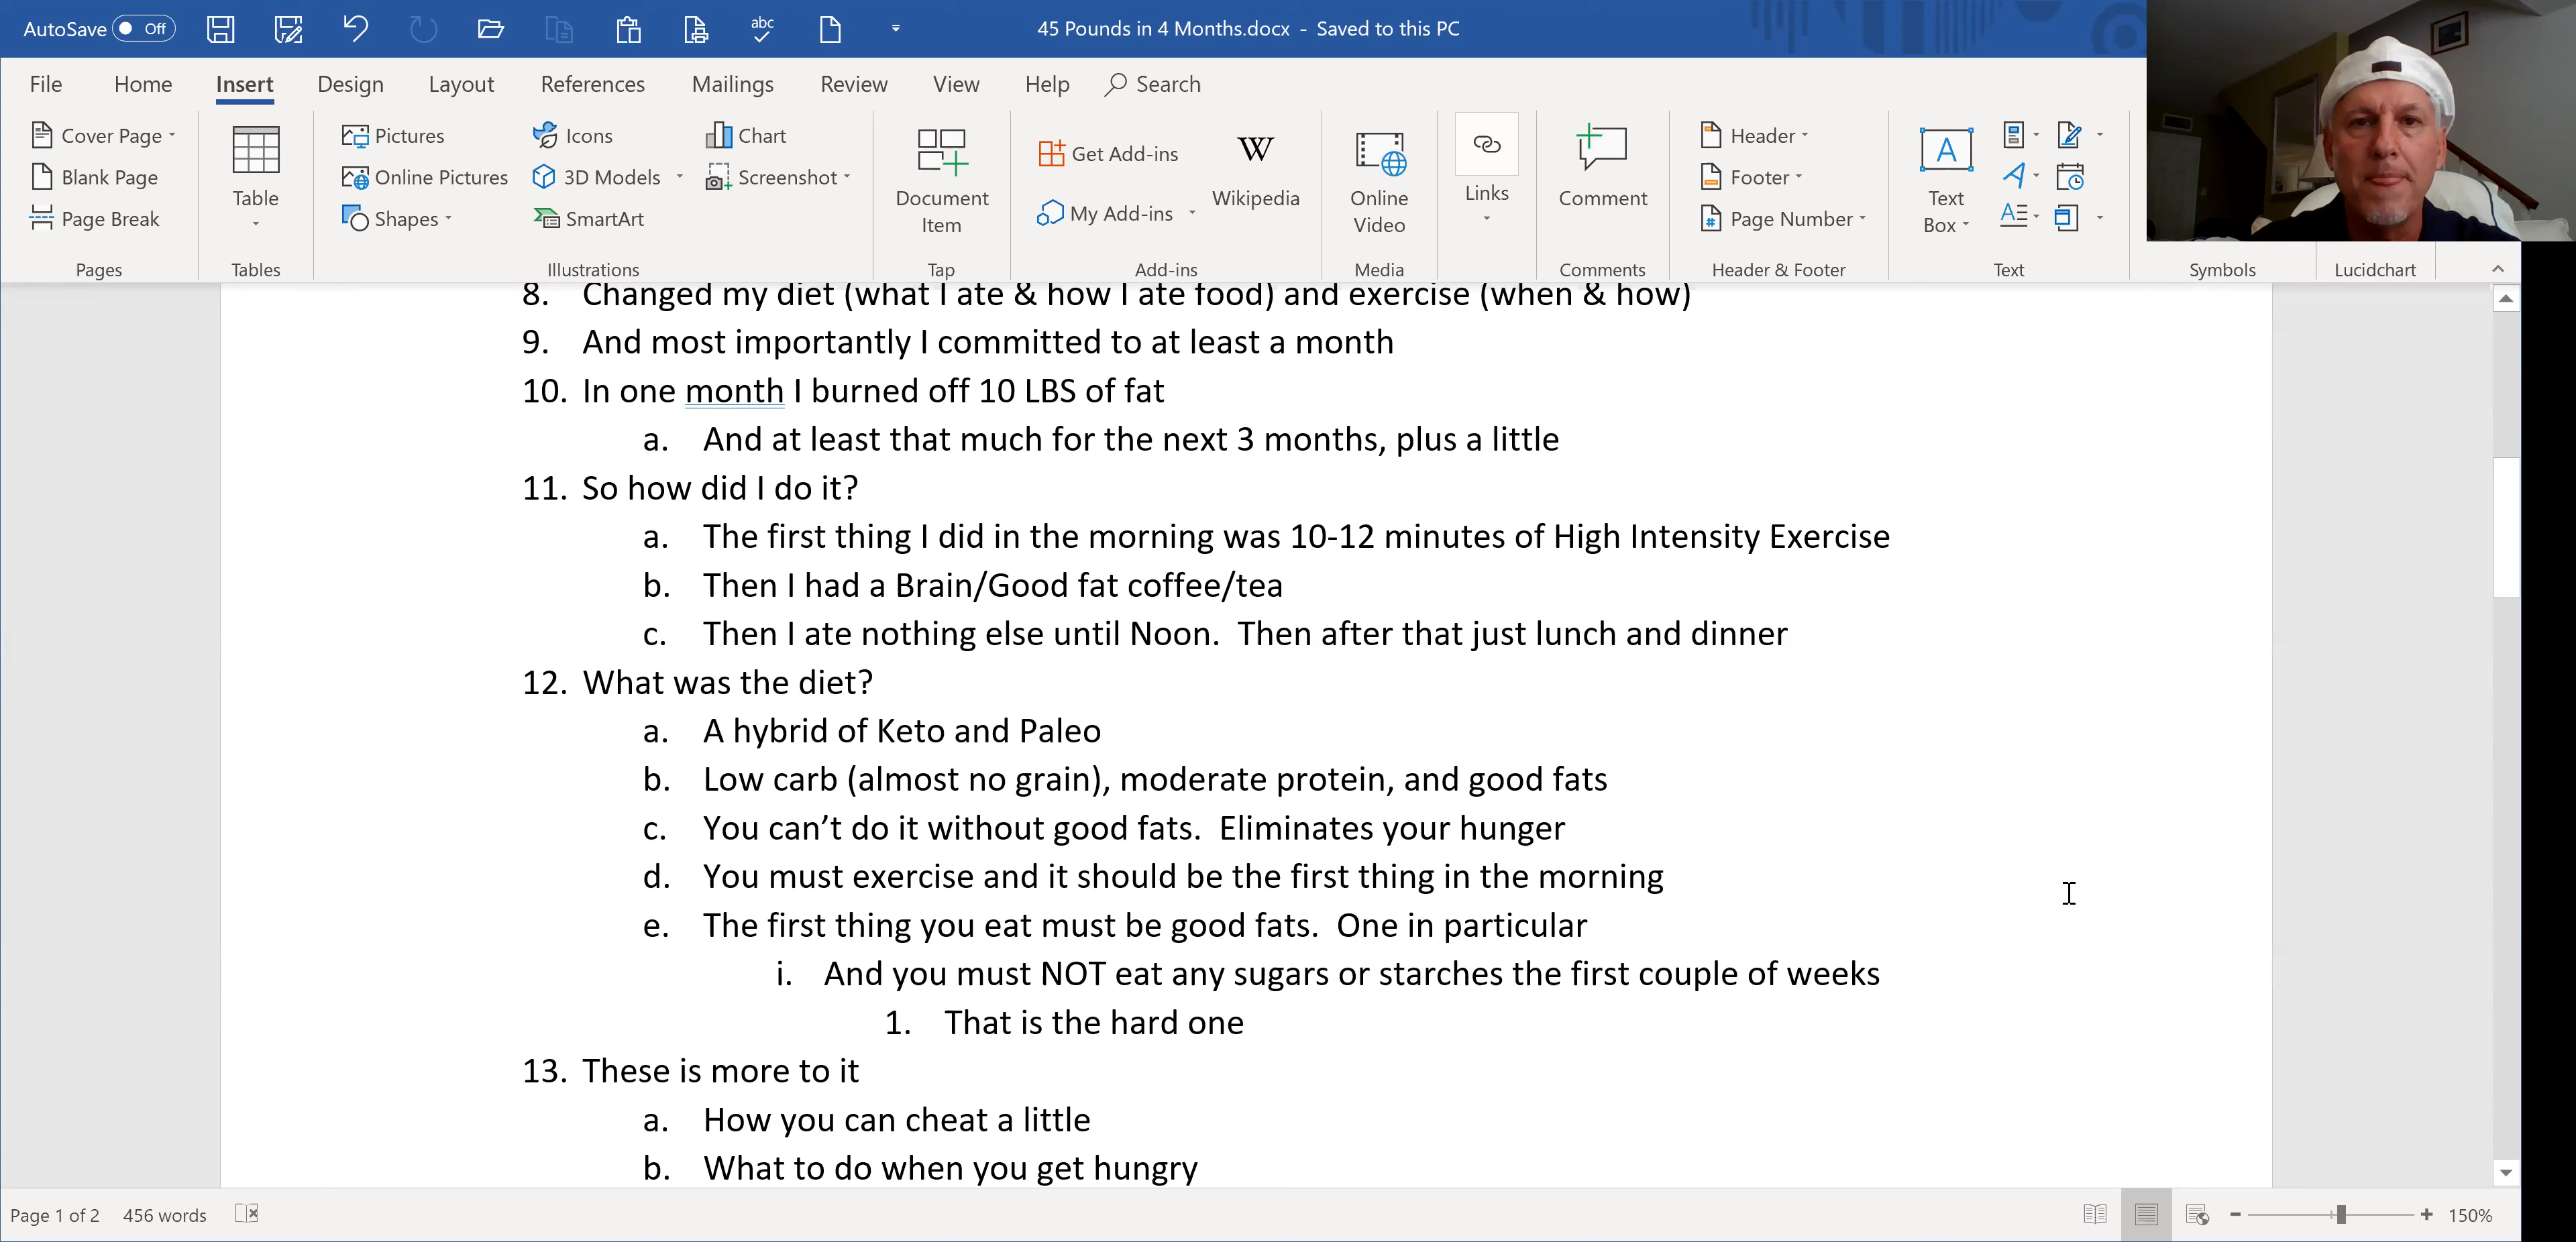 AutoSave Off
abc
45 Pounds in 4 Months.docx - Saved to this PC
File Home Insert Design Layout References Mailings Review View Help Search
Cover Page
Blank Page
Page Break
Pages
Table
Tables
Pictures
Online Pictures
Shapes
Icons
3D Models
SmartArt
Chart
Screenshot
Illustrations
Document
Item
Tap
Get Add-ins
My Add-ins
W
Wikipedia
Add-ins
Online
Video
Media
Links
Comment
Comments
Header
Footer
# Page Number
Header & Footer
A
Text
Box
A
A
Text
Symbols
Lucidchart
8. Changed my diet (what I ate & how I ate food) and exercise (when & how)
9. And most importantly I committed to at least a month
10. In one month I burned off 10 LBS of fat
a. And at least that much for the next 3 months, plus a little
11. So how did I do it?
a. The first thing I did in the morning was 10-12 minutes of High Intensity Exercise
b. Then I had a Brain/Good fat coffee/tea
c. Then I ate nothing else until Noon. Then after that just lunch and dinner
12. What was the diet?
a. A hybrid of Keto and Paleo
b. Low carb (almost no grain), moderate protein, and good fats
c. You can’t do it without good fats. Eliminates your hunger
d. You must exercise and it should be the first thing in the morning
e. The first thing you eat must be good fats. One in particular
i. And you must NOT eat any sugars or starches the first couple of weeks
1. That is the hard one
13. These is more to it
a. How you can cheat a little
b. What to do when you get hungry
Page 1 of 2 456 words
150%